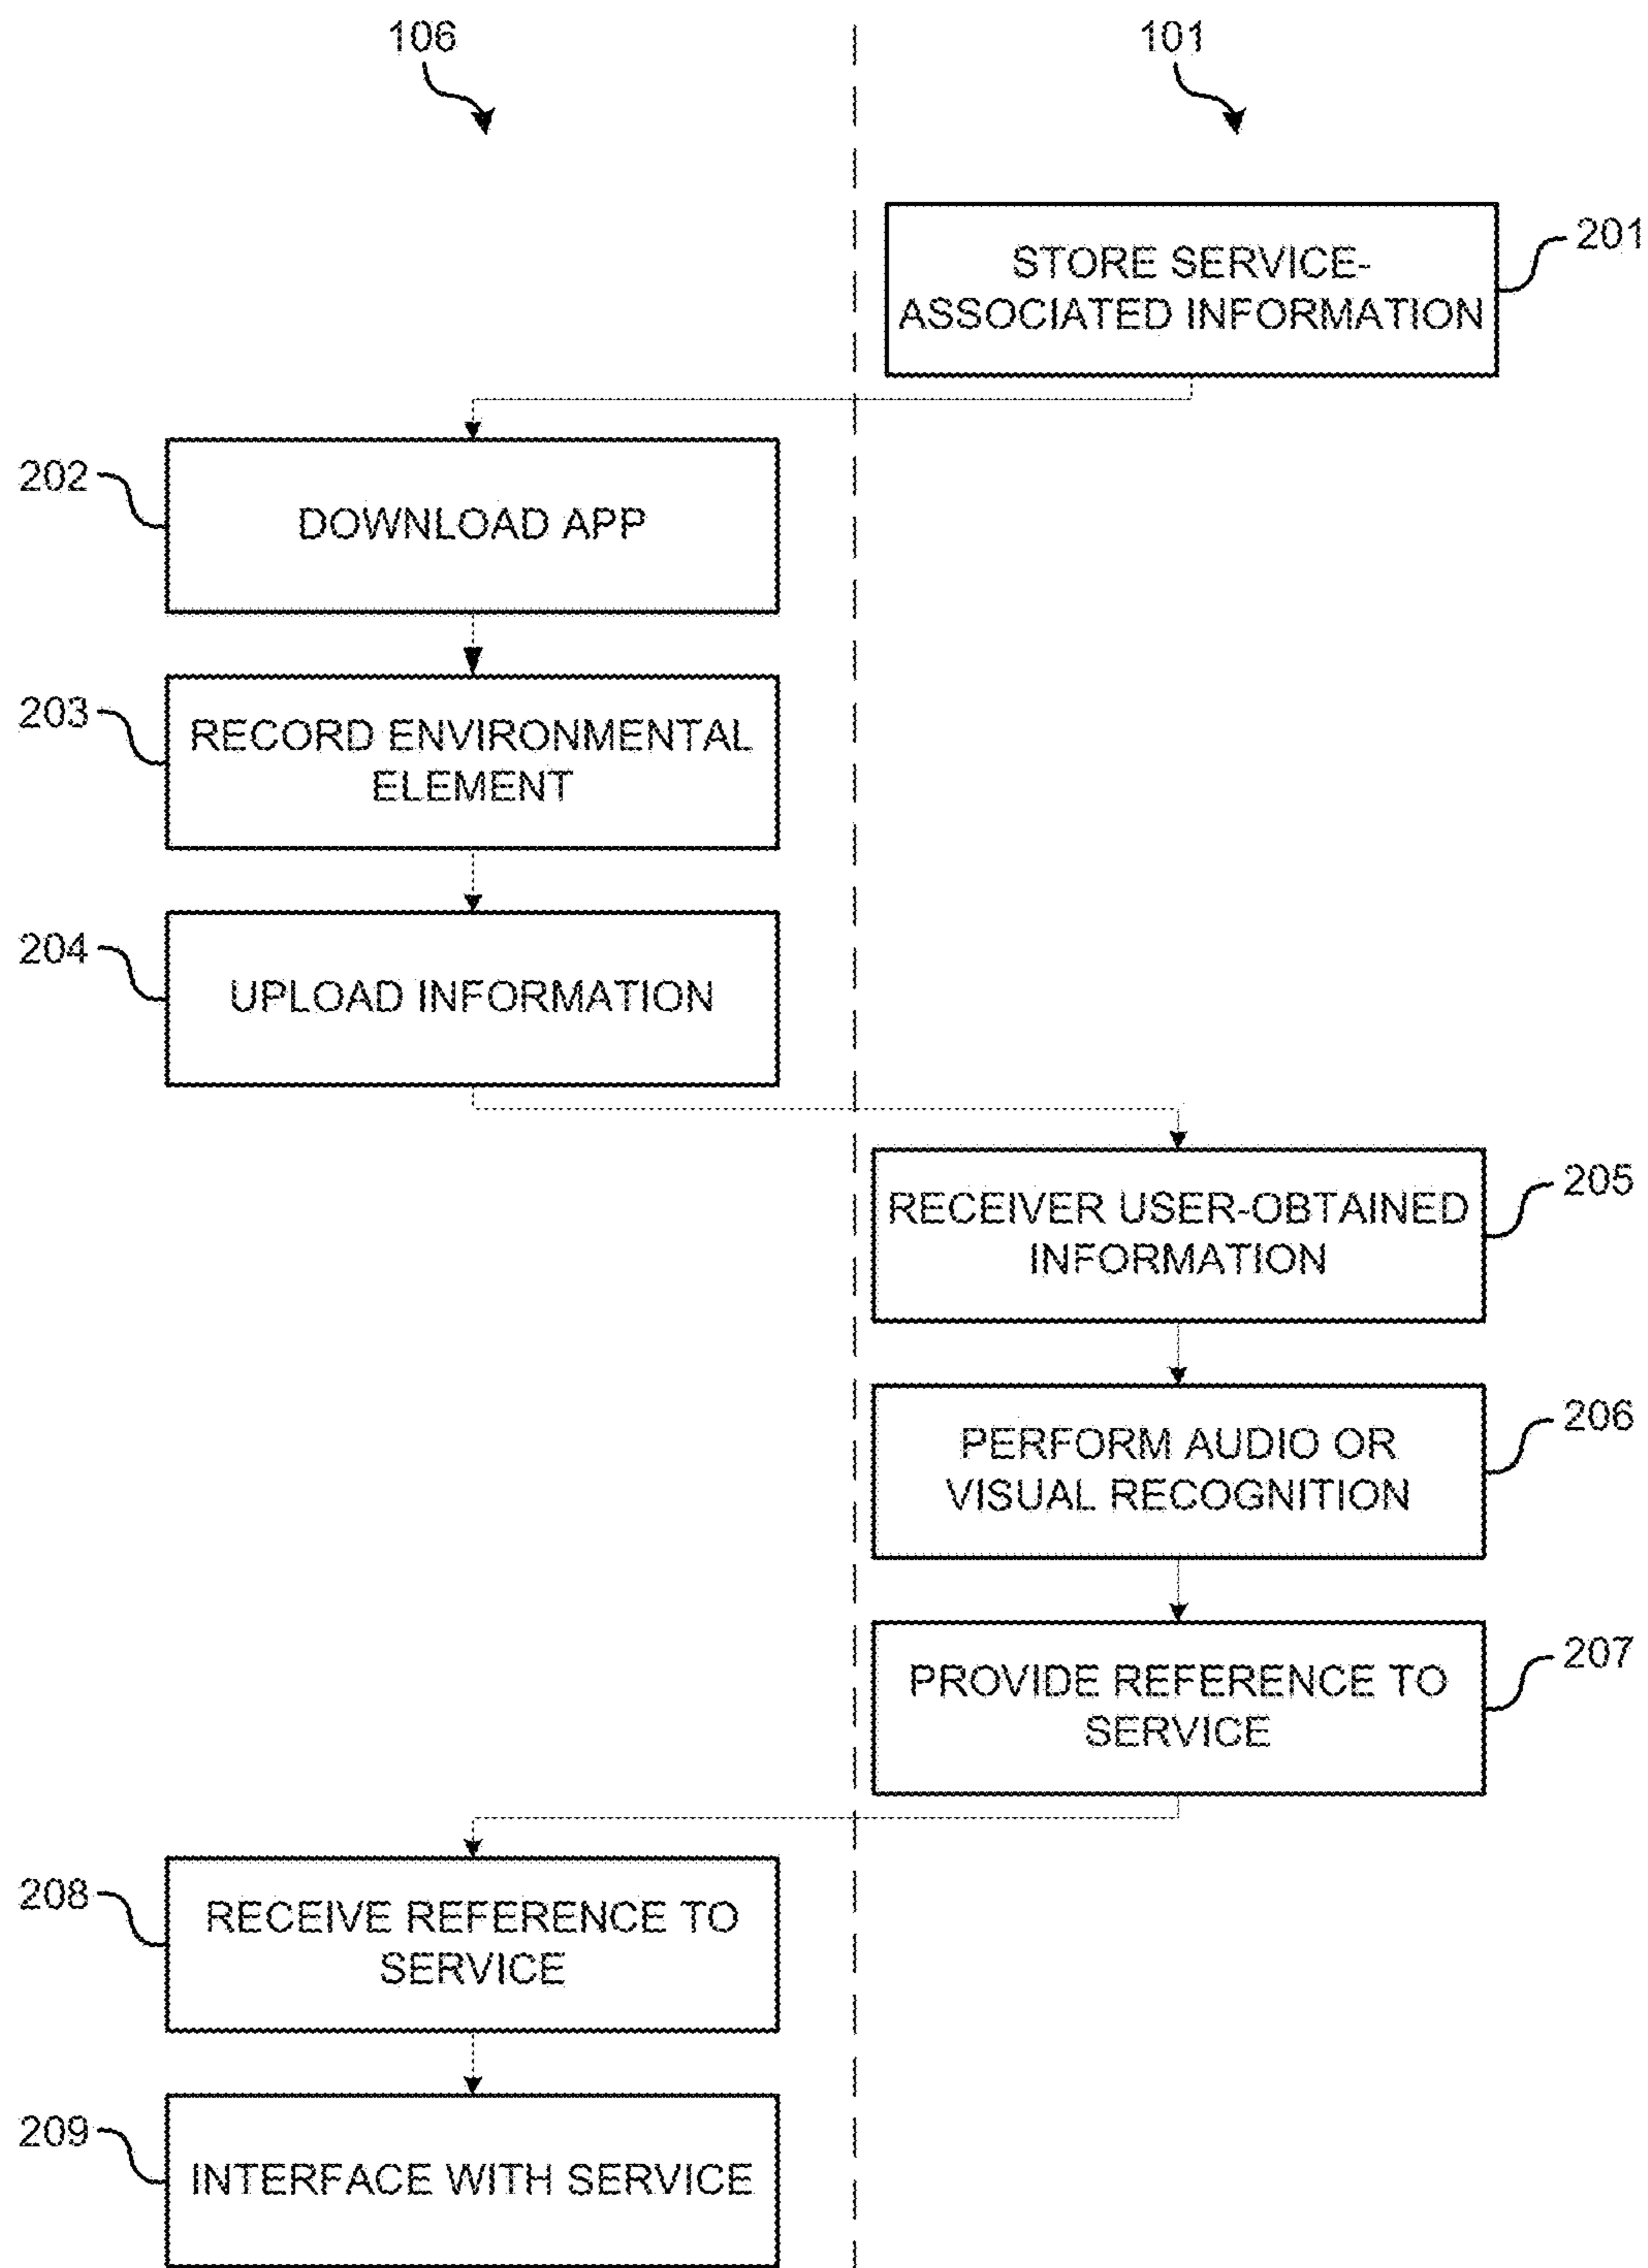 106
101
STORE SERVICE-
ASSOCIATED INFORMATION
201
202
DOWNLOAD APP
203
RECORD ENVIRONMENTAL
ELEMENT
204
UPLOAD INFORMATION
RECEIVER USER-OBTAINED
INFORMATION
205
PERFORM AUDIO OR
VISUAL RECOGNITION
206
PROVIDE REFERENCE TO
SERVICE
207
208
RECEIVE REFERENCE TO
SERVICE
209
INTERFACE WITH SERVICE